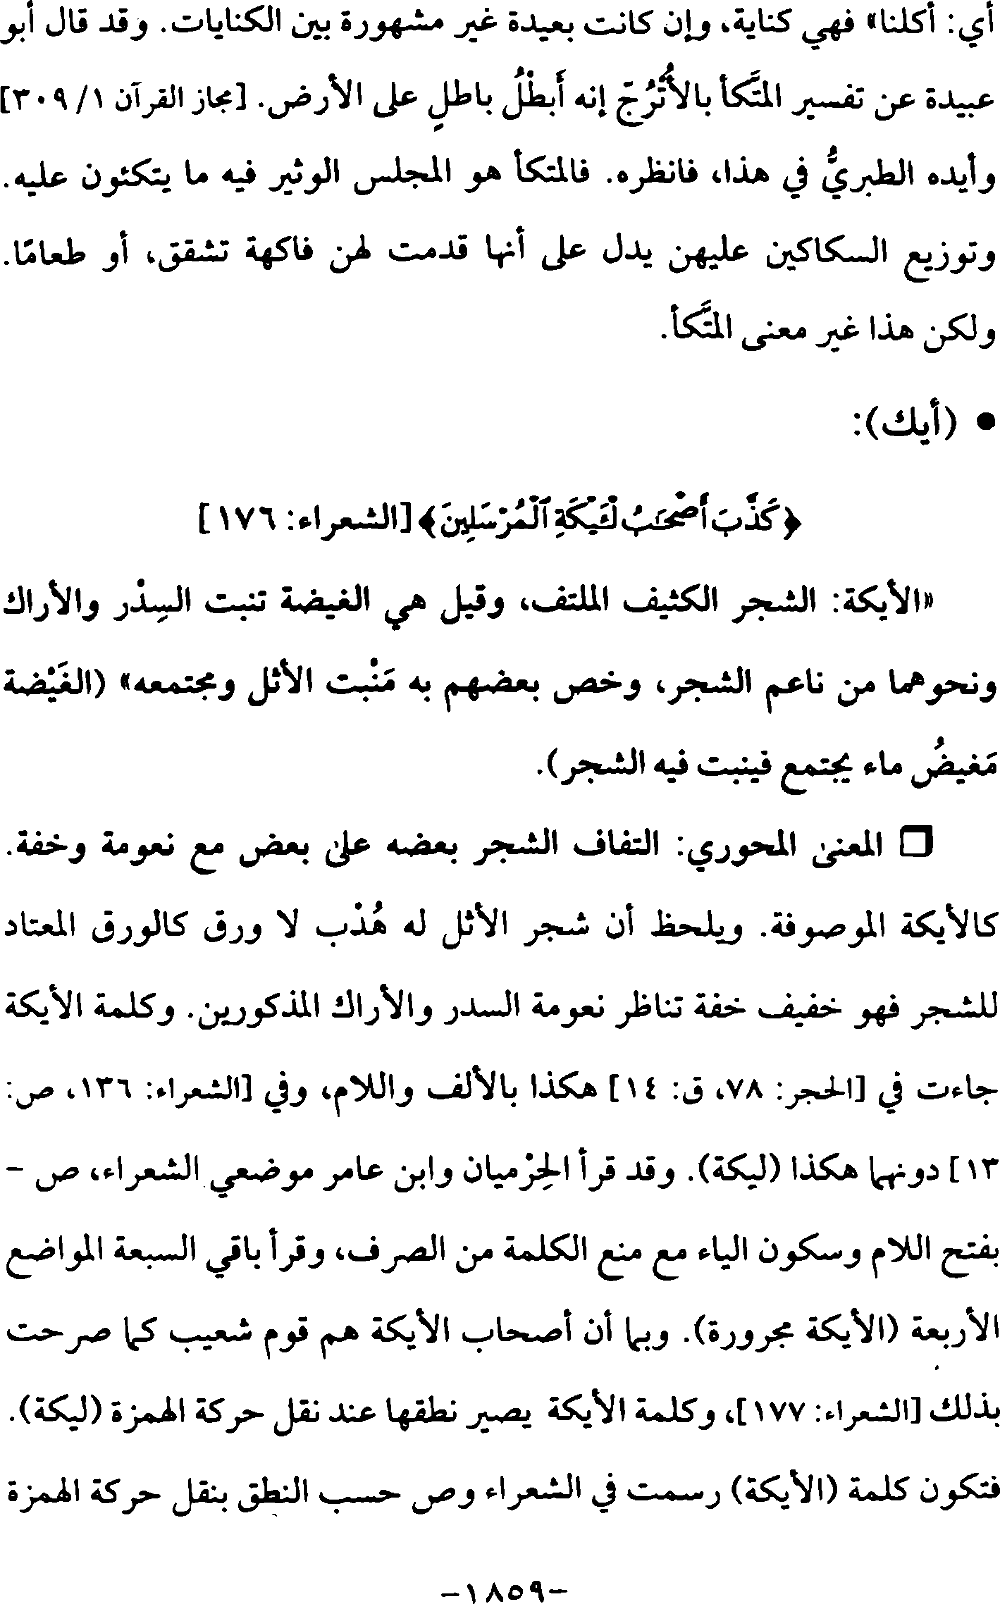 أي: أكلنا» فهي كناية، وإن كانت بعيدة غير مشهورة بين الكنايات. وقد قال أبو
عبيدة عن تفسير المتَّكأ بالأُتْرُجّ إنه أَبطْلُ باطلٍ على الأرض. [مجاز القرآن ١/ ٣٠٩]
وأيده الطبريُّ في هذا، فانظره. فالمتكأ هو المجلس الوثير فيه ما يتكئون عليه.
وتوزيع السكاكين عليهن يدل على أنها قدمت لهن فاكهة تشقق، أو طعامًا.
ولكن هذا غير معنى المتَّكأ.
● (أيك):
﴿كَذَّبَ أَصْحَـٰبُ لْـَٔيْكَةِ ٱلْمُرْسَلِينَ﴾ [الشعراء: ١٧٦]
«الأيكة: الشجر الكثيف الملتف، وقيل هي الغيضة تنبت السِدْر والأراك
ونحوهما من ناعم الشجر، وخص بعضهم به مَنْبت الأثل ومجتمعه» (الغَيْضة
مَغيضُ ماء يجتمع فينبت فيه الشجر).
❒ المعنىٰ المحوري: التفاف الشجر بعضه علىٰ بعض مع نعومة وخفة.
كالأيكة الموصوفة. ويلحظ أن شجر الأثل له هُدْب لا ورق كالورق المعتاد
للشجر فهو خفيف خفة تناظر نعومة السدر والأراك المذكورين. وكلمة الأيكة
جاءت في [الحجر: ٧٨، ق: ١٤] هكذا بالألف واللام، وفي [الشعراء: ١٣٦، ص:
١٣] دونهما هكذا (ليكة). وقد قرأ الحِرْميان وابن عامر موضعي الشعراء، ص -
بفتح اللام وسكون الياء مع منع الكلمة من الصرف، وقرأ باقي السبعة المواضع
الأربعة (الأيكة مجرورة). وبما أن أصحاب الأيكة هم قوم شعيب كما صرحت
بذلك [الشعراء: ١٧٧]، وكلمة الأيكة يصير نطقها عند نقل حركة الهمزة (ليكة).
فتكون كلمة (الأيكة) رسمت في الشعراء وص حسب النطق بنقل حركة الهمزة
-١٨٥٩-